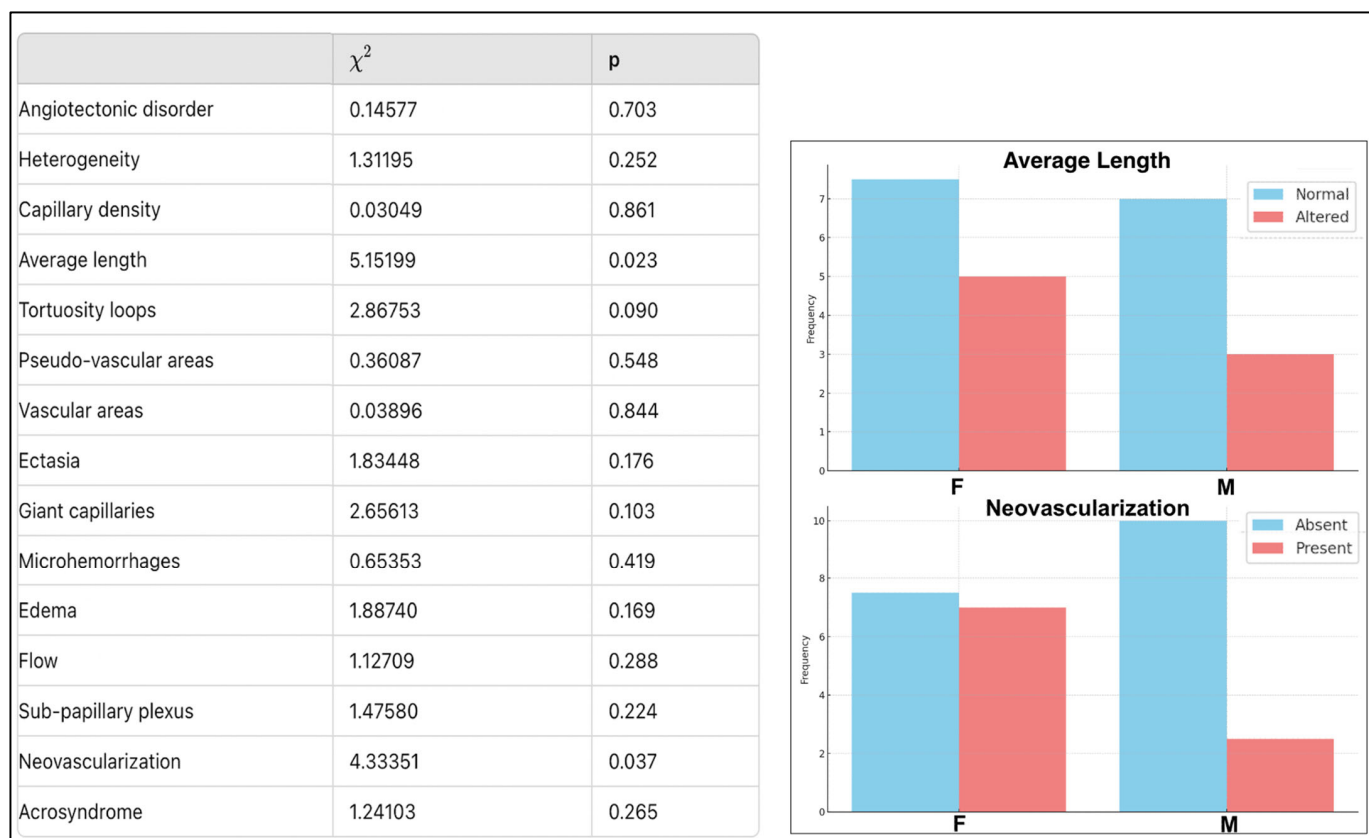 χ² p
Angiotectonic disorder 0.14577 0.703
Heterogeneity 1.31195 0.252
Capillary density 0.03049 0.861
Average length 5.15199 0.023
Tortuosity loops 2.86753 0.090
Pseudo-vascular areas 0.36087 0.548
Vascular areas 0.03896 0.844
Ectasia 1.83448 0.176
Giant capillaries 2.65613 0.103
Microhemorrhages 0.65353 0.419
Edema 1.88740 0.169
Flow 1.12709 0.288
Sub-papillary plexus 1.47580 0.224
Neovascularization 4.33351 0.037
Acrosyndrome 1.24103 0.265
Average Length
Normal
Altered
Frequency
7
6
5
4
3
2
1
0
F M
Neovascularization
Absent
Present
Frequency
10
8
6
4
2
0
F M